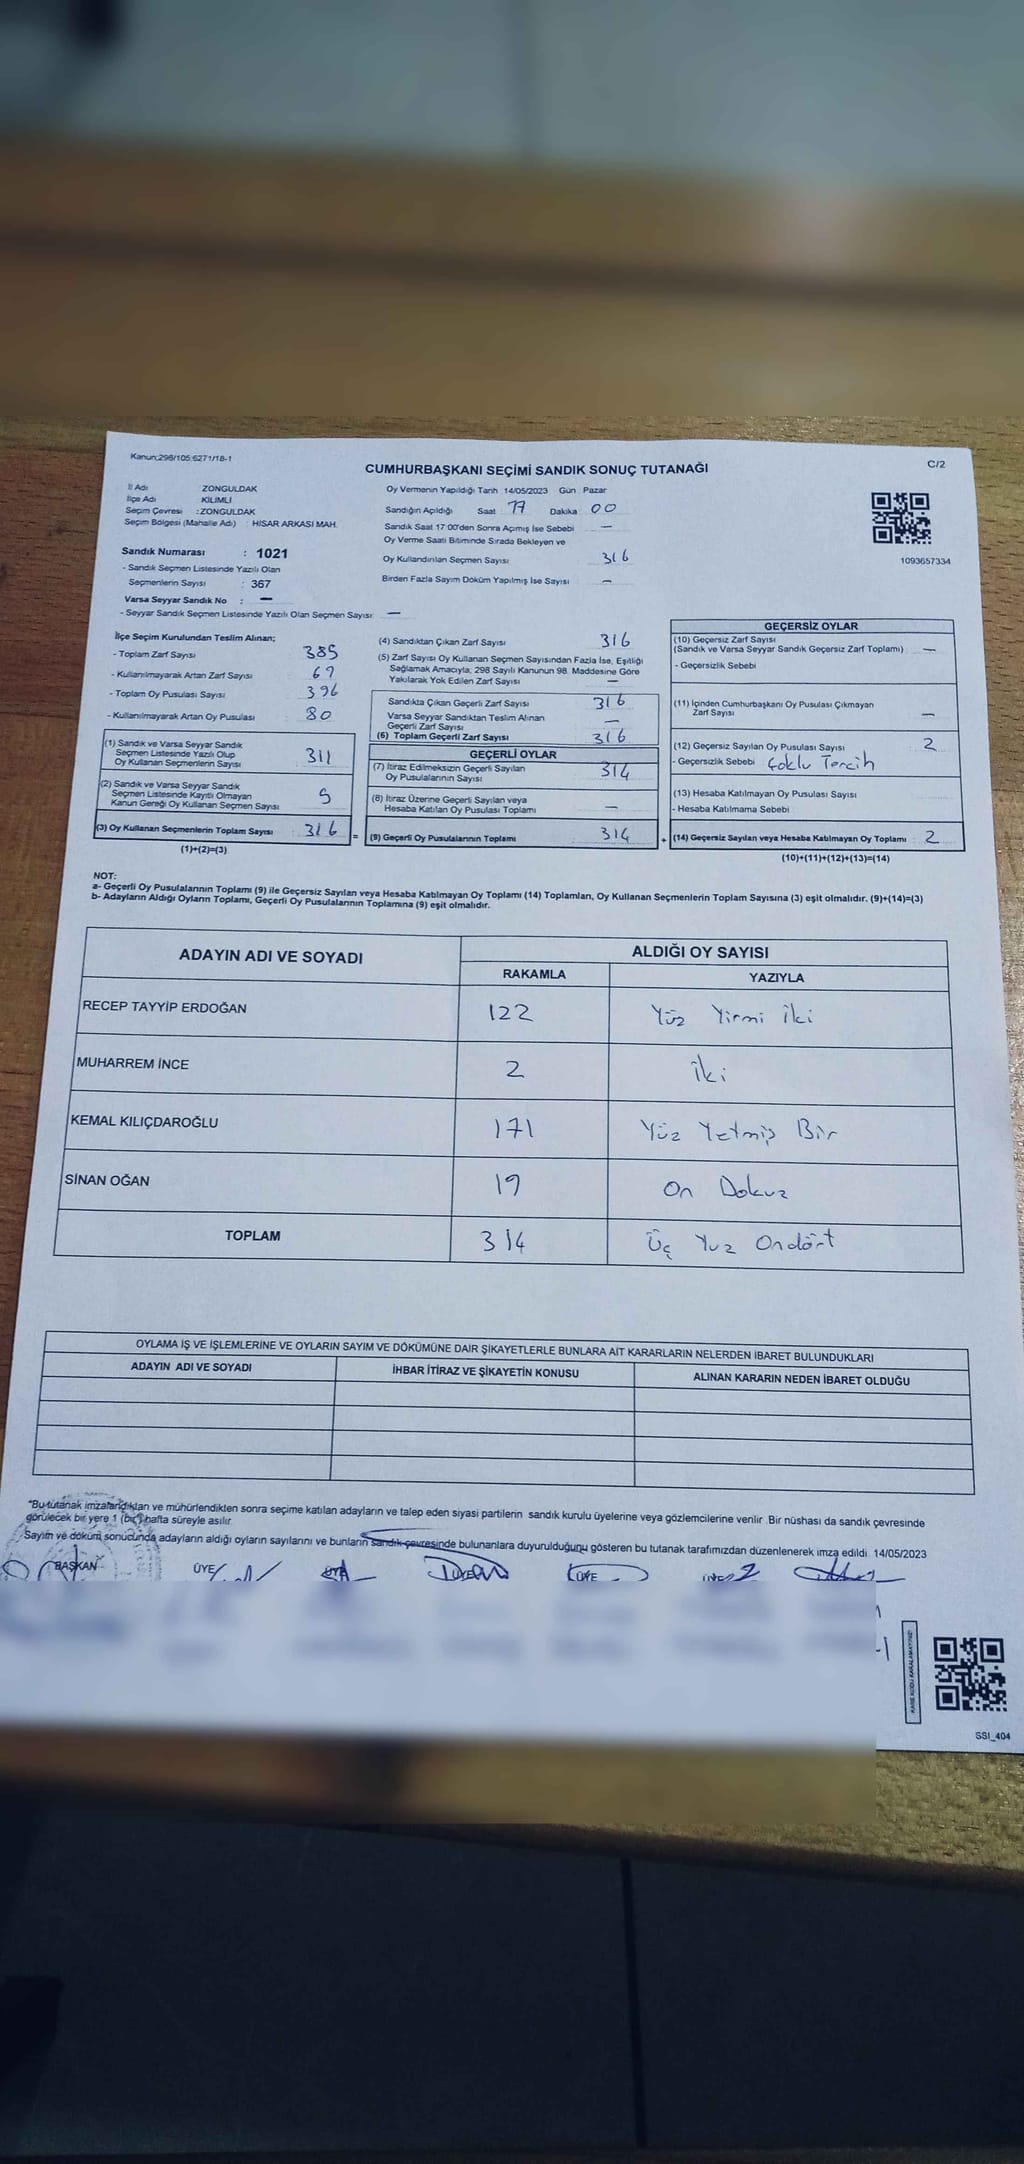 Kanun;298/105;6271/18-1
CUMHURBAŞKANI SEÇİMİ SANDIK SONUÇ TUTANAĞI
C/2
İl Adı ZONGULDAK
İlçe Adı KİLİMLİ
Seçim Çevresi :ZONGULDAK
Seçim Bölgesi (Mahalle Adı) : HİSAR ARKASI MAH.
Oy Vermenin Yapıldığı Tarih 14/05/2023 Gün Pazar
Sandığın Açıldığı Saat 17 Dakika 00
Sandık Saat 17:00'den Sonra Açımış İse Sebebi —
Oy Verme Saati Bitiminde Sırada Bekleyen ve
Oy Kullandırılan Seçmen Sayısı 316
Birden Fazla Sayım Döküm Yapılmış İse Sayısı —
1093657334
Sandık Numarası : 1021
- Sandık Seçmen Listesinde Yazılı Olan
Seçmenlerin Sayısı : 367
Varsa Seyyar Sandık No : —
- Seyyar Sandık Seçmen Listesinde Yazılı Olan Seçmen Sayısı: —
İlçe Seçim Kurulundan Teslim Alınan;
- Toplam Zarf Sayısı 385
- Kullanılmayarak Artan Zarf Sayısı 69
- Toplam Oy Pusulası Sayısı 396
- Kullanılmayarak Artan Oy Pusulası 80
(1) Sandık ve Varsa Seyyar Sandık
Seçmen Listesinde Yazılı Olup
Oy Kullanan Seçmenlerin Sayısı 311
(2) Sandık ve Varsa Seyyar Sandık
Seçmen Listesinde Kayıtlı Olmayan
Kanun Gereği Oy Kullanan Seçmen Sayısı 5
(3) Oy Kullanan Seçmenlerin Toplam Sayısı 316
(1)+(2)=(3)
(4) Sandıktan Çıkan Zarf Sayısı 316
(5) Zarf Sayısı Oy Kullanan Seçmen Sayısından Fazla İse, Eşitliği
Sağlamak Amacıyla; 298 Sayılı Kanunun 98. Maddesine Göre
Yakılarak Yok Edilen Zarf Sayısı —
Sandıkta Çıkan Geçerli Zarf Sayısı 316
Varsa Seyyar Sandıktan Teslim Alınan
Geçerli Zarf Sayısı —
(6) Toplam Geçerli Zarf Sayısı 316
GEÇERLİ OYLAR
(7) İtiraz Edilmeksizin Geçerli Sayılan
Oy Pusulalarının Sayısı 314
(8) İtiraz Üzerine Geçerli Sayılan veya
Hesaba Katılan Oy Pusulası Toplamı —
= (9) Geçerli Oy Pusulalarının Toplamı 314
GEÇERSİZ OYLAR
(10) Geçersiz Zarf Sayısı
(Sandık ve Varsa Seyyar Sandık Geçersiz Zarf Toplamı) —
- Geçersizlik Sebebi
(11) İçinden Cumhurbaşkanı Oy Pusulası Çıkmayan
Zarf Sayısı —
(12) Geçersiz Sayılan Oy Pusulası Sayısı 2
- Geçersizlik Sebebi Çoklu Tercih
(13) Hesaba Katılmayan Oy Pusulası Sayısı
- Hesaba Katılmama Sebebi
+ (14) Geçersiz Sayılan veya Hesaba Katılmayan Oy Toplamı 2
(10)+(11)+(12)+(13)=(14)
NOT:
a- Geçerli Oy Pusulalarının Toplamı (9) ile Geçersiz Sayılan veya Hesaba Katılmayan Oy Toplamı (14) Toplamları, Oy Kullanan Seçmenlerin Toplam Sayısına (3) eşit olmalıdır. (9)+(14)=(3)
b- Adayların Aldığı Oyların Toplamı, Geçerli Oy Pusulalarının Toplamına (9) eşit olmalıdır.
ADAYIN ADI VE SOYADI ALDIĞI OY SAYISI
RAKAMLA YAZIYLA
RECEP TAYYİP ERDOĞAN 122 Yüz Yirmi İki
MUHARREM İNCE 2 İki
KEMAL KILIÇDAROĞLU 171 Yüz Yetmiş Bir
SİNAN OĞAN 19 On Dokuz
TOPLAM 314 Üç Yuz Ondört
OYLAMA İŞ VE İŞLEMLERİNE VE OYLARIN SAYIM VE DÖKÜMÜNE DAİR ŞİKAYETLERLE BUNLARA AİT KARARLARIN NELERDEN İBARET BULUNDUKLARI
ADAYIN ADI VE SOYADI İHBAR İTİRAZ VE ŞİKAYETİN KONUSU ALINAN KARARIN NEDEN İBARET OLDUĞU
"Bu tutanak imzalandıktan ve mühürlendikten sonra seçime katılan adayların ve talep eden siyasi partilerin sandık kurulu üyelerine veya gözlemcilerine verilir. Bir nüshası da sandık çevresinde
görülecek bir yere 1 (bir) hafta süreyle asılır.
Sayım ve döküm sonucunda adayların aldığı oyların sayılarını ve bunların sandık çevresinde bulunanlara duyurulduğunu gösteren bu tutanak tarafımızdan düzenlenerek imza edildi. 14/05/2023
BAŞKAN ÜYE ÜYE ÜYE ÜYE
KARE KODU KARALAMAYINIZ!
SSI_404